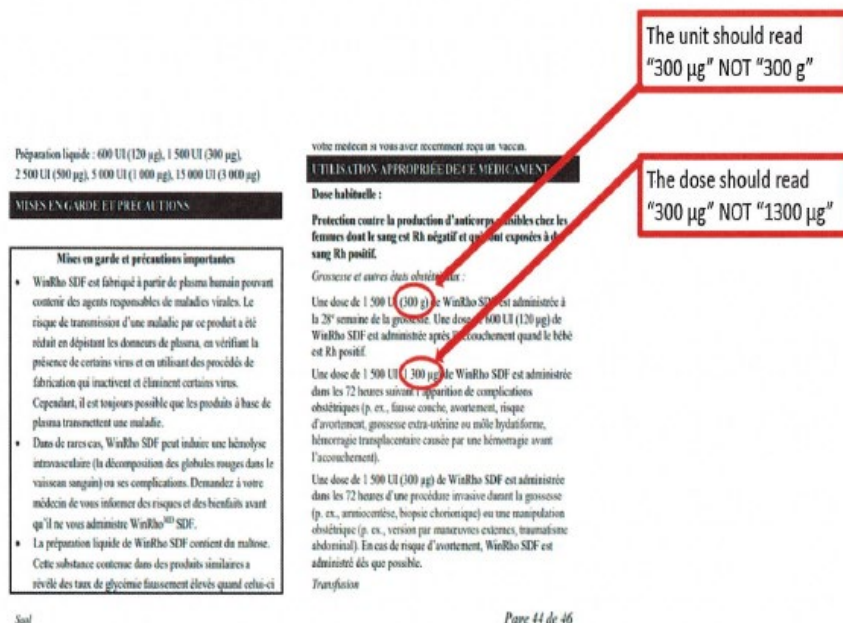 Préparation liquide : 600 UI (120 µg), 1 500 UI (300 µg),
2 500 UI (500 µg), 5 000 UI (1 000 µg), 15 000 UI (3 000 µg)
MISES EN GARDE ET PRÉCAUTIONS
Mises en garde et précautions importantes
• WinRho SDF est fabriqué à partir de plasma humain pouvant
contenir des agents responsables de maladies virales. Le
risque de transmission d'une maladie par ce produit a été
réduit en dépistant les donneurs de plasma, en vérifiant la
présence de certains virus et en utilisant des procédés de
fabrication qui inactivent et éliminent certains virus.
Cependant, il est toujours possible que les produits à base de
plasma transmettent une maladie.
• Dans de rares cas, WinRho SDF peut induire une hémolyse
intravasculaire (la décomposition des globules rouges dans le
vaisseau sanguin) ou ses complications. Demandez à votre
médecin de vous informer des risques et des bienfaits avant
qu'il ne vous administre WinRho SDF.
• La préparation liquide de WinRho SDF contient du maltose.
Cette substance contenue dans des produits similaires a
révélé des taux de glycémie faussement élevés quand celui-ci
votre médecin si vous avez récemment reçu un vaccin.
UTILISATION APPROPRIÉE DE CE MÉDICAMENT
Dose habituelle :
Protection contre la production d'anticorps chez les
femmes dont le sang est Rh négatif et qui sont exposées à du
sang Rh positif.
Grossesse et autres états obstétricaux :
Une dose de 1 500 UI (300 g) de WinRho SDF est administrée à
la 28e semaine de la grossesse. Une dose de 600 UI (120 µg) de
WinRho SDF est administrée après l'accouchement quand le bébé
est Rh positif.
Une dose de 1 500 UI 1 300 µg) de WinRho SDF est administrée
dans les 72 heures suivant l'apparition de complications
obstétriques (p. ex., fausse couche, avortement, risque
d'avortement, grossesse extra-utérine ou môle hydatiforme,
hémorragie transplacentaire causée par une hémorragie avant
l'accouchement).
Une dose de 1 500 UI (300 µg) de WinRho SDF est administrée
dans les 72 heures d'une procédure invasive durant la grossesse
(p. ex., amniocentèse, biopsie chorionique) ou une manipulation
obstétrique (p. ex., version par manœuvres externes, traumatisme
abdominal). En cas de risque d'avortement, WinRho SDF est
administré dès que possible.
Transfusion
Page 44 de 46
The unit should read
"300 µg" NOT "300 g"
The dose should read
"300 µg" NOT "1300 µg"